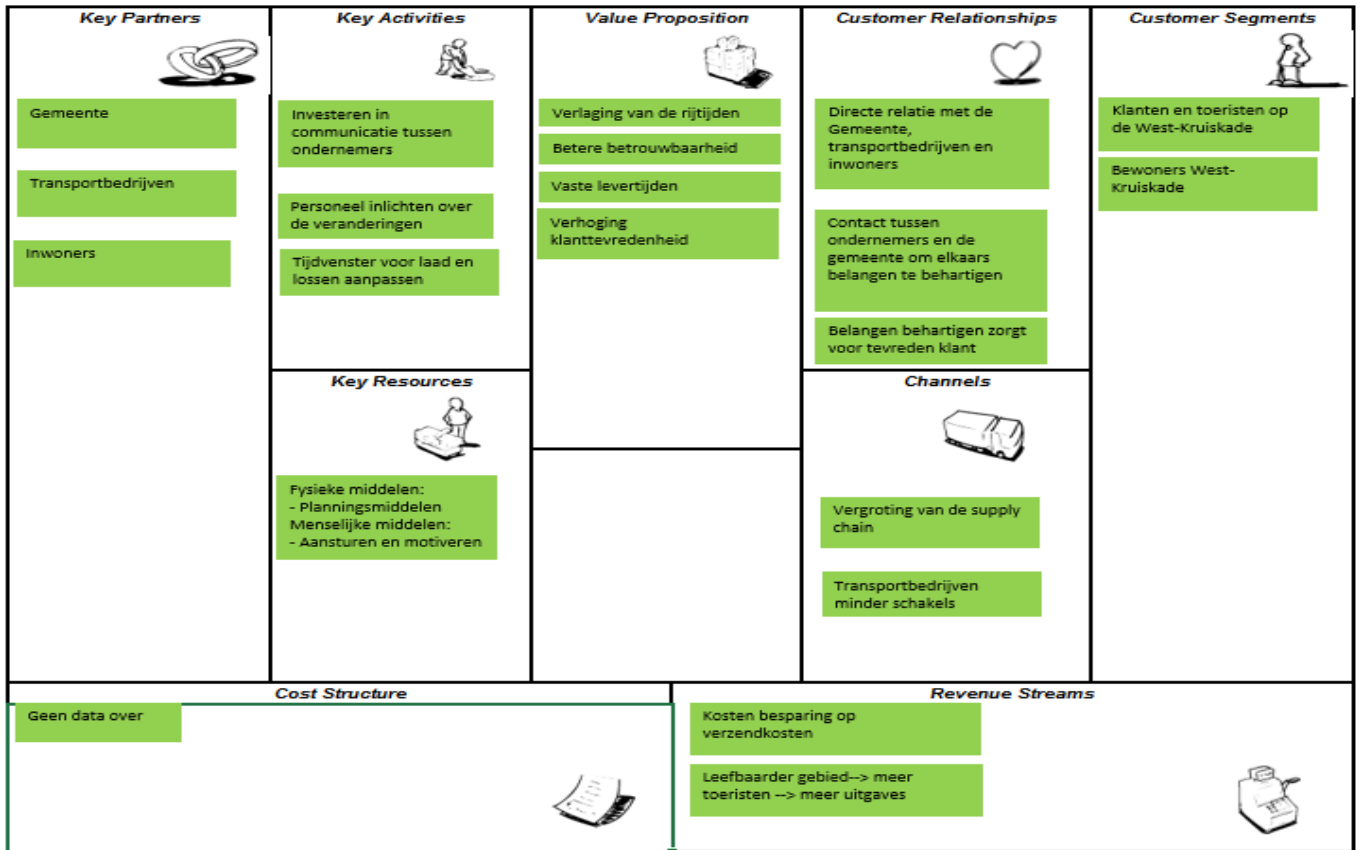 Key Partners
Gemeente
Transportbedrijven
Inwoners
Key Activities
Investeren in
communicatie tussen
ondernemers
Personeel inlichten over
de veranderingen
Tijdvenster voor laad en
lossen aanpassen
Key Resources
Fysieke middelen:
- Planningsmiddelen
Menselijke middelen:
- Aansturen en motiveren
Value Proposition
Verlaging van de rijtijden
Betere betrouwbaarheid
Vaste levertijden
Verhoging
klanttevredenheid
Customer Relationships
Directe relatie met de
Gemeente,
transportbedrijven en
inwoners
Contact tussen
ondernemers en de
gemeente om elkaars
belangen te behartigen
Belangen behartigen zorgt
voor tevreden klant
Channels
Vergroting van de supply
chain
Transportbedrijven
minder schakels
Customer Segments
Klanten en toeristen op
de West-Kruiskade
Bewoners West-
Kruiskade
Cost Structure
Geen data over
Revenue Streams
Kosten besparing op
verzendkosten
Leefbaarder gebied--> meer
toeristen --> meer uitgaves